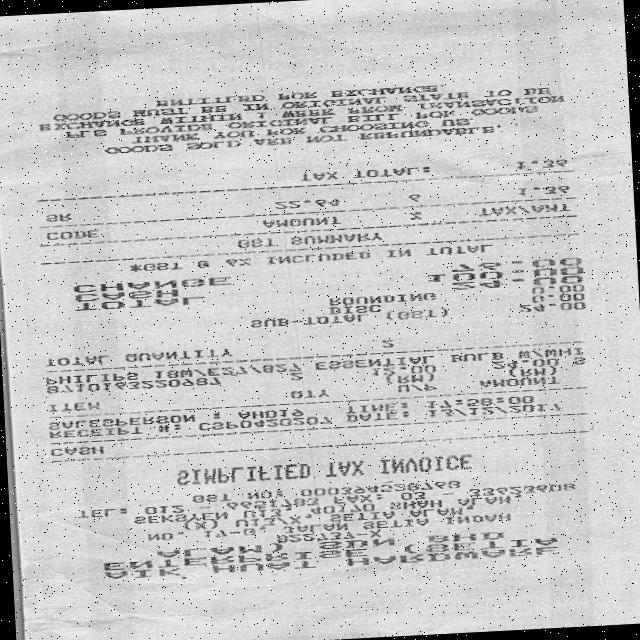 AIK HUAT HARDWARE
ENTERPRISE (SETIA
ALAM) SDN BHD
822737-X
NO. 17-G, JALAN SETIA INDAH
(X) U13/X, SETIA ALAM,
SEKSYEN U13, 40170 SHAH ALAM,
TEL: 012 - 6651783 FAX: 03 - 33623608
GST NO: 000394528768
SIMPLIFIED TAX INVOICE
CASH
RECEIPT #: CSP0420207 DATE: 13/12/2017
SALESPERSON : AH019 TIME: 17:58:00
ITEM QTY U/P AMOUNT
(RM) (RM)
8710163220987 2 12.00 24.00 S
PHILIPS 18W/E27/827 ESSENTIAL BULB W/WHI
TOTAL QUANTITY 2
SUB-TOTAL (GST) 24.00
DISC 0.00
ROUNDING 0.00
TOTAL 24.00
CASH 100.00
CHANGE 76.00
*GST @ 6% INCLUDED IN TOTAL
GST SUMMARY
CODE AMOUNT % TAX/AMT
SR 22.64 6 1.36
TAX TOTAL: 1.36
GOODS SOLD ARE NOT REFUNDABLE.
THANK YOU FOR CHOOSING US.
PLS PROVIDE ORIGINAL BILL FOR GOODS
EXCHANGE WITHIN 1 WEEK FROM TRANSACTION
GOODS MUST BE IN ORIGINAL STATE TO BE
ENTITLED FOR EXCHANGE.